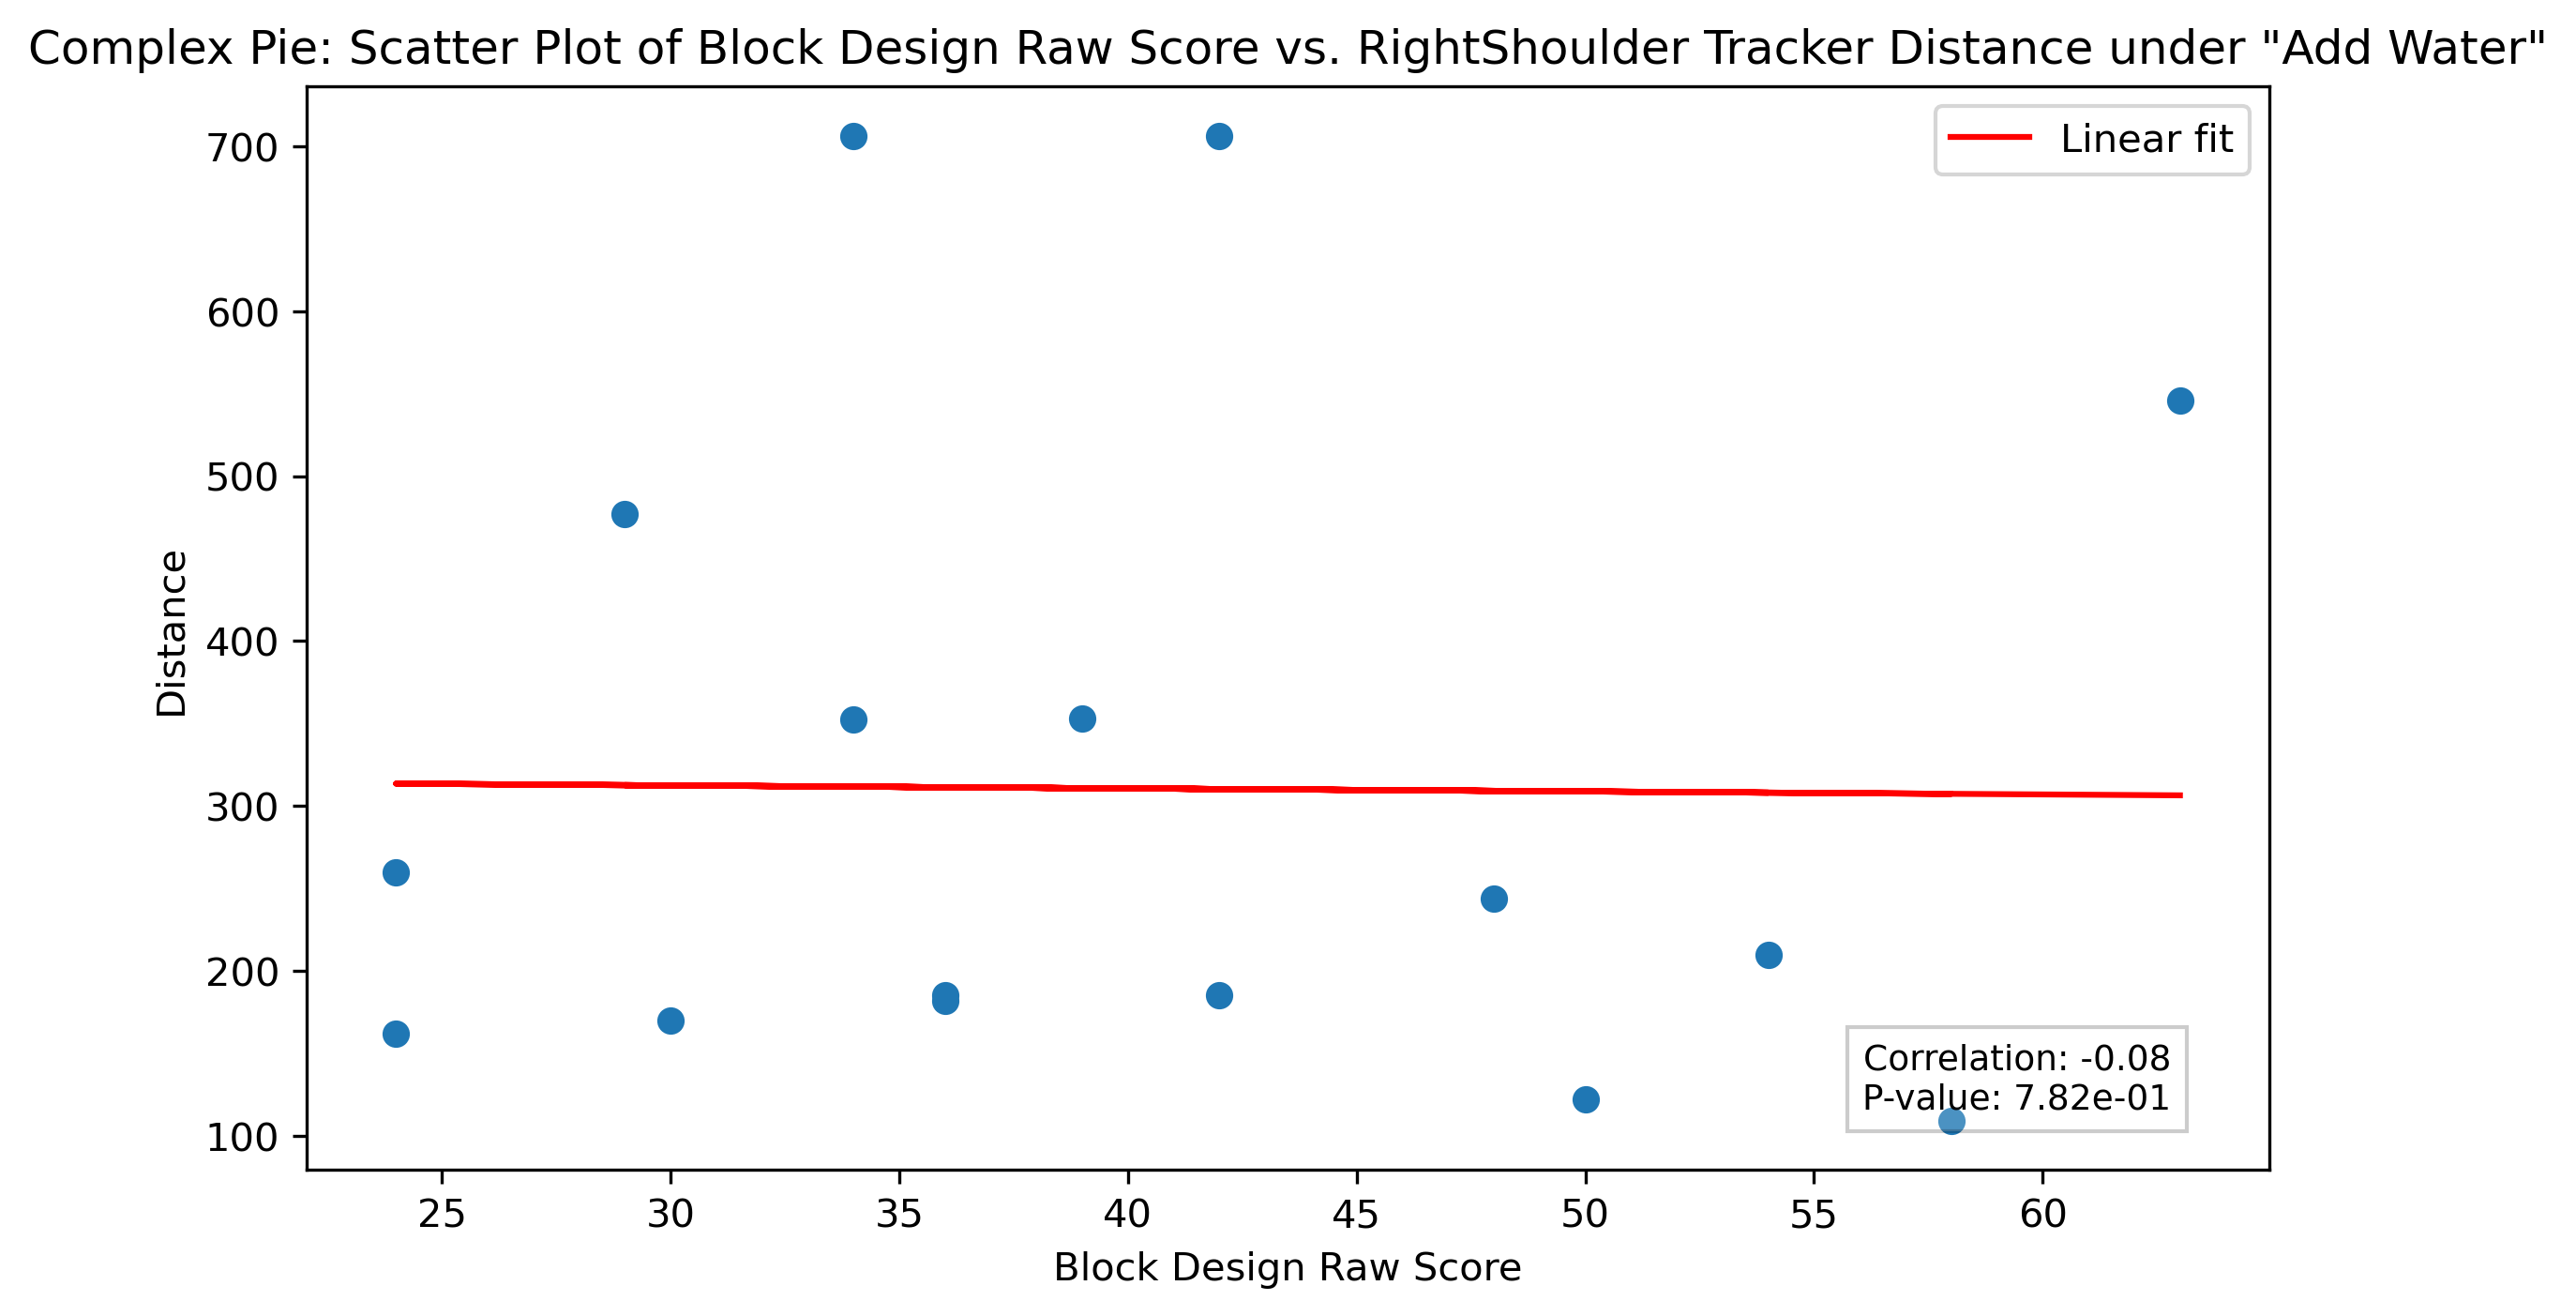 Complex Pie: Scatter Plot of Block Design Raw Score vs. RightShoulder Tracker Distance under "Add Water"
Linear fit
700
600
500
400
300
200
100
Distance
Correlation: -0.08
P-value: 7.82e-01
25 30 35 40 45 50 55 60
Block Design Raw Score